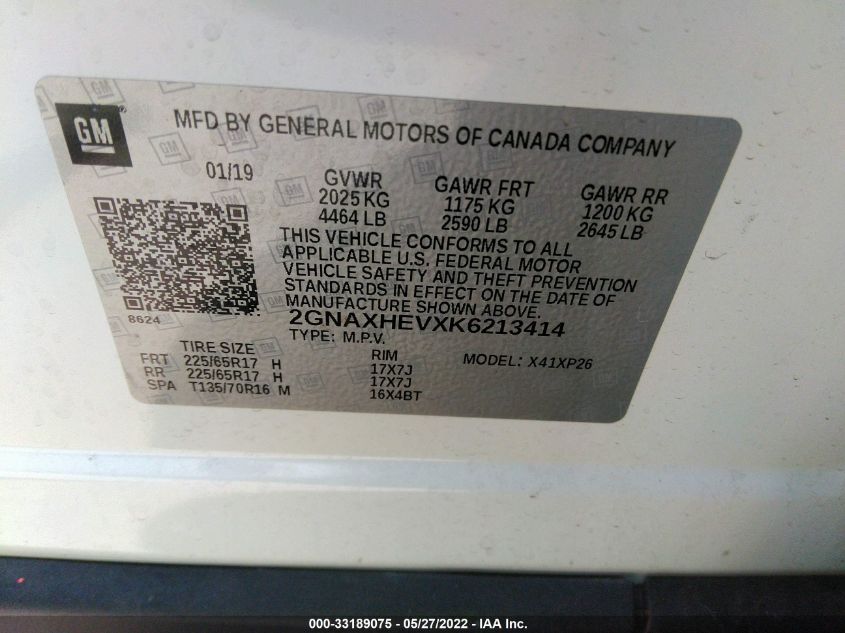 GM
MFD BY GENERAL MOTORS OF CANADA COMPANY
01/19
GVWR
2025 KG
4464 LB
GAWR FRT
1175 KG
2590 LB
GAWR RR
1200 KG
2645 LB
THIS VEHICLE CONFORMS TO ALL
APPLICABLE U.S. FEDERAL MOTOR
VEHICLE SAFETY AND THEFT PREVENTION
STANDARDS IN EFFECT ON THE DATE OF
MANUFACTURE SHOWN ABOVE.
8624
2GNAXHEVXK6213414
TYPE: M.P.V.
MODEL: X41XP26
TIRE SIZE RIM
FRT 225/65R17 H 17X7J
RR 225/65R17 H 17X7J
SPA T135/70R16 M 16X4BT
000-33189075 - 05/27/2022 - IAA Inc.